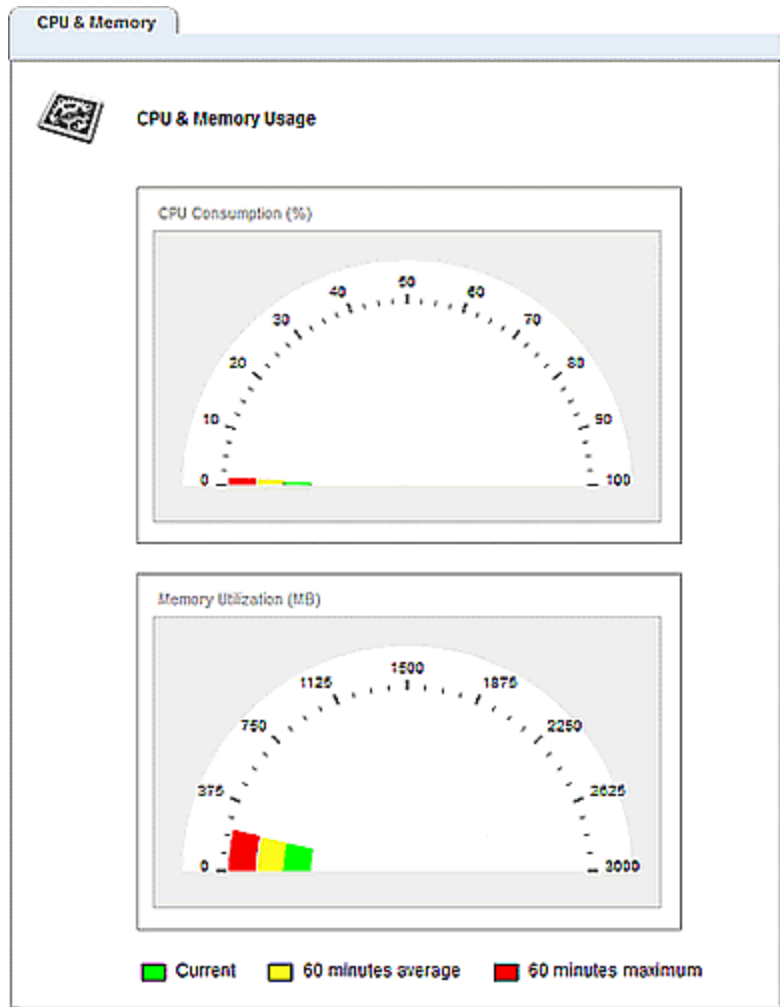 CPU & Memory
CPU & Memory Usage
CPU Consumption (%)
0
10
20
30
40
50
60
70
80
90
100
Memory Utilization (MB)
0
375
750
1125
1500
1875
2250
2625
3000
Current
60 minutes average
60 minutes maximum